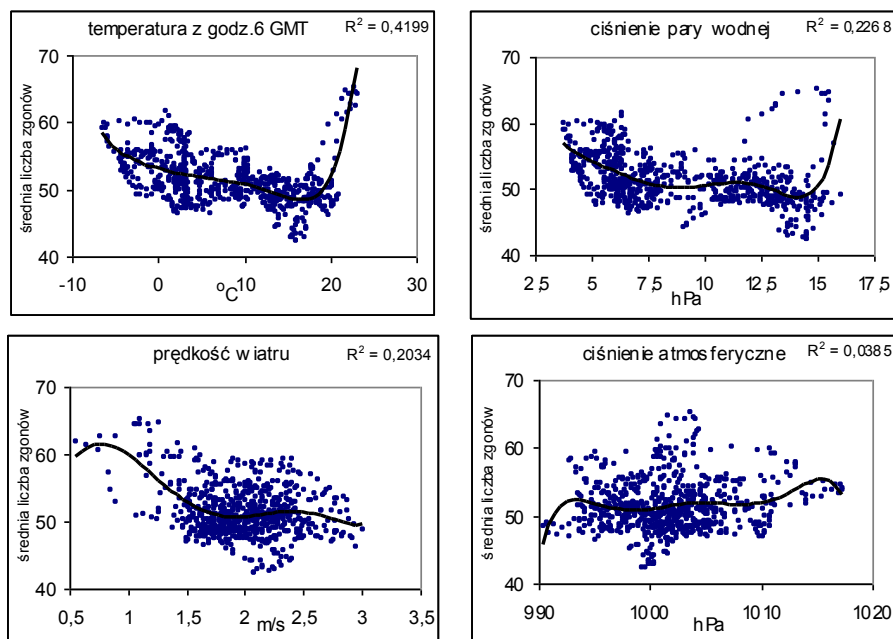 temperatura z godz.6 GMT
R² = 0,4199
średnia liczba zgonów
70
60
50
40
-10 0 10 20 30
°C
ciśnienie pary wodnej
R² = 0,2268
średnia liczba zgonów
70
60
50
40
2,5 5 7,5 10 12,5 15 17,5
hPa
prędkość wiatru
R² = 0,2034
średnia liczba zgonów
70
60
50
40
0,5 1 1,5 2 2,5 3 3,5
m/s
ciśnienie atmosferyczne
R² = 0,0385
średnia liczba zgonów
70
60
50
40
990 1000 1010 1020
hPa